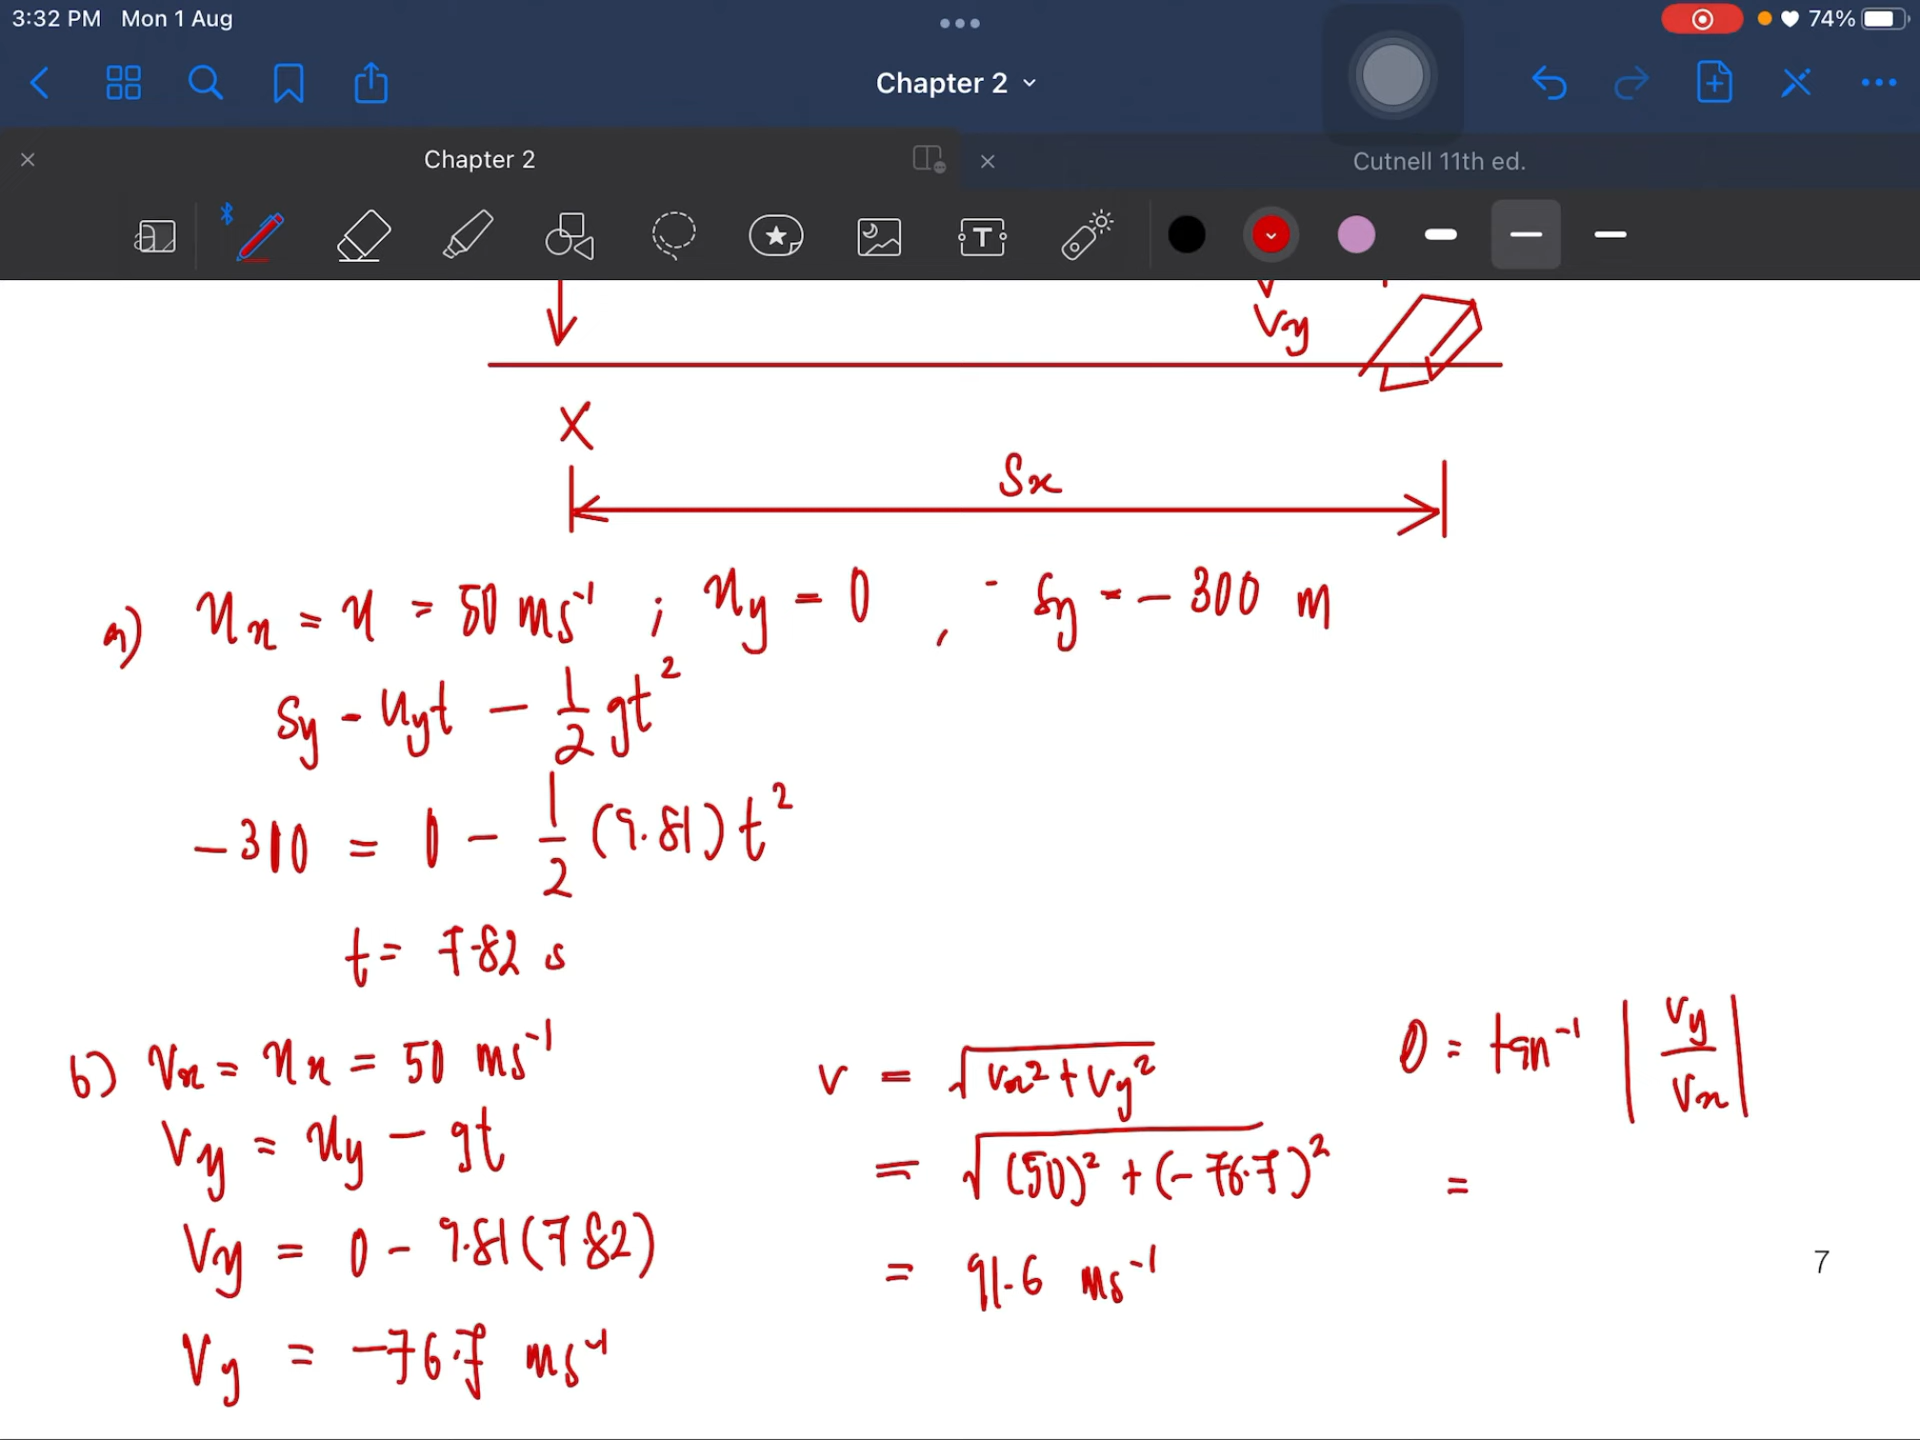 3:32 PM Mon 1 Aug
74%
Chapter 2
Chapter 2
Cutnell 11th ed.
Vy
X
Sx
a) ux = u = 50 ms⁻¹ ; uy = 0 , Sy = - 300 m
Sy = uyt - 1/2 gt²
-300 = 0 - 1/2 (9.81) t²
t = 7.82 s
b) Vx = ux = 50 ms⁻¹
Vy = uy - gt
Vy = 0 - 9.81(7.82)
Vy = -76.7 ms⁻¹
v = √(Vx² + Vy²)
= √((50)² + (-76.7)²)
= 91.6 ms⁻¹
θ = tan⁻¹ |Vy/Vx|
=
7